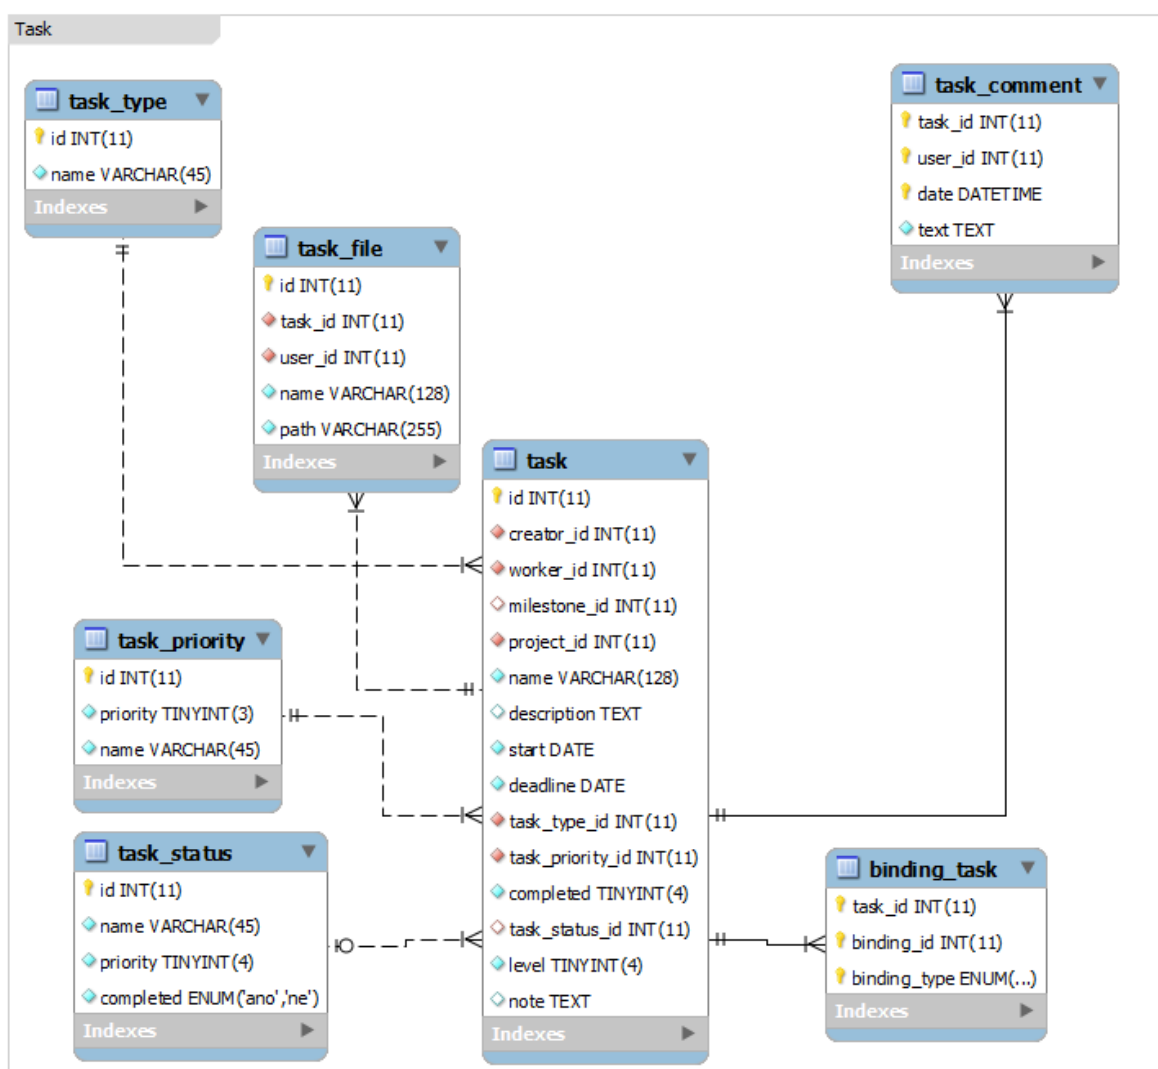 Task
task_type
id INT(11)
name VARCHAR(45)
Indexes
task_comment
task_id INT(11)
user_id INT(11)
date DATETIME
text TEXT
Indexes
task_file
id INT(11)
task_id INT(11)
user_id INT(11)
name VARCHAR(128)
path VARCHAR(255)
Indexes
task
id INT(11)
creator_id INT(11)
worker_id INT(11)
milestone_id INT(11)
project_id INT(11)
name VARCHAR(128)
description TEXT
start DATE
deadline DATE
task_type_id INT(11)
task_priority_id INT(11)
completed TINYINT(4)
task_status_id INT(11)
level TINYINT(4)
note TEXT
Indexes
task_priority
id INT(11)
priority TINYINT(3)
name VARCHAR(45)
Indexes
task_status
id INT(11)
name VARCHAR(45)
priority TINYINT(4)
completed ENUM('ano','ne')
Indexes
binding_task
task_id INT(11)
binding_id INT(11)
binding_type ENUM(...)
Indexes